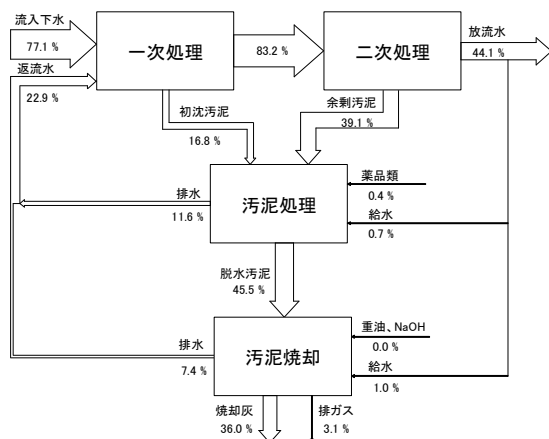 流入下水
77.1 %
一次処理
83.2 %
二次処理
放流水
44.1 %
返流水
22.9 %
初沈汚泥
16.8 %
余剰汚泥
39.1 %
汚泥処理
薬品類
0.4 %
排水
11.6 %
給水
0.7 %
脱水汚泥
45.5 %
汚泥焼却
重油、NaOH
0.0 %
排水
7.4 %
給水
1.0 %
焼却灰
36.0 %
排ガス
3.1 %